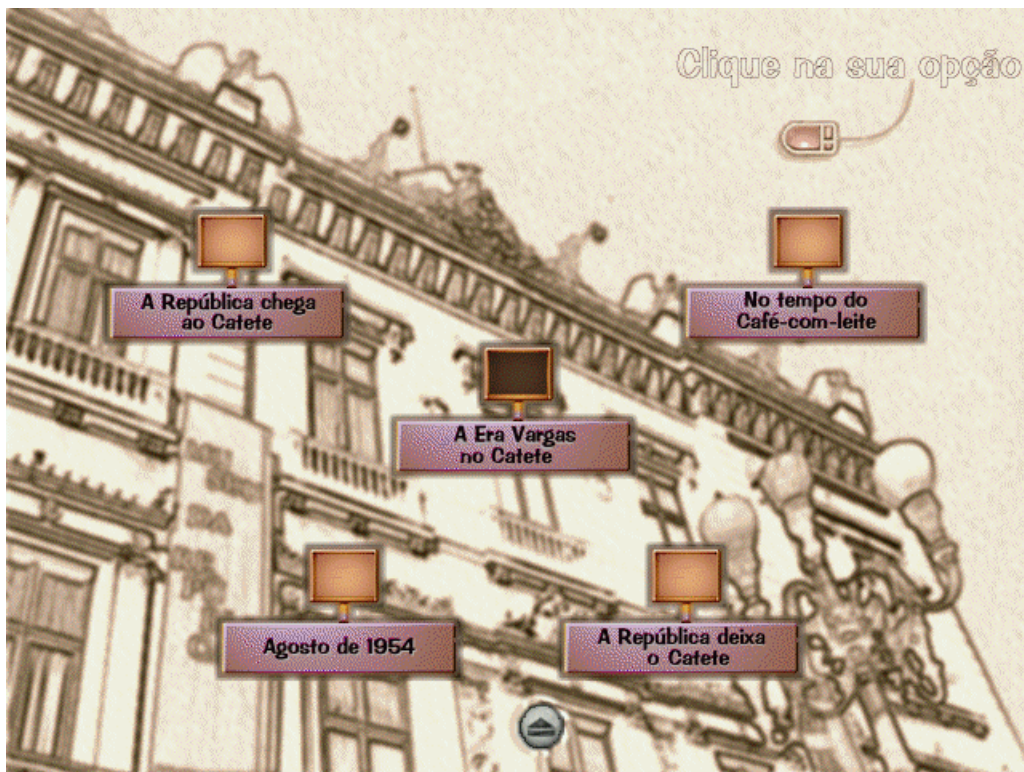 Clique na sua opção
A República chega
ao Catete
No tempo do
Café-com-leite
A Era Vargas
no Catete
Agosto de 1954
A República deixa
o Catete